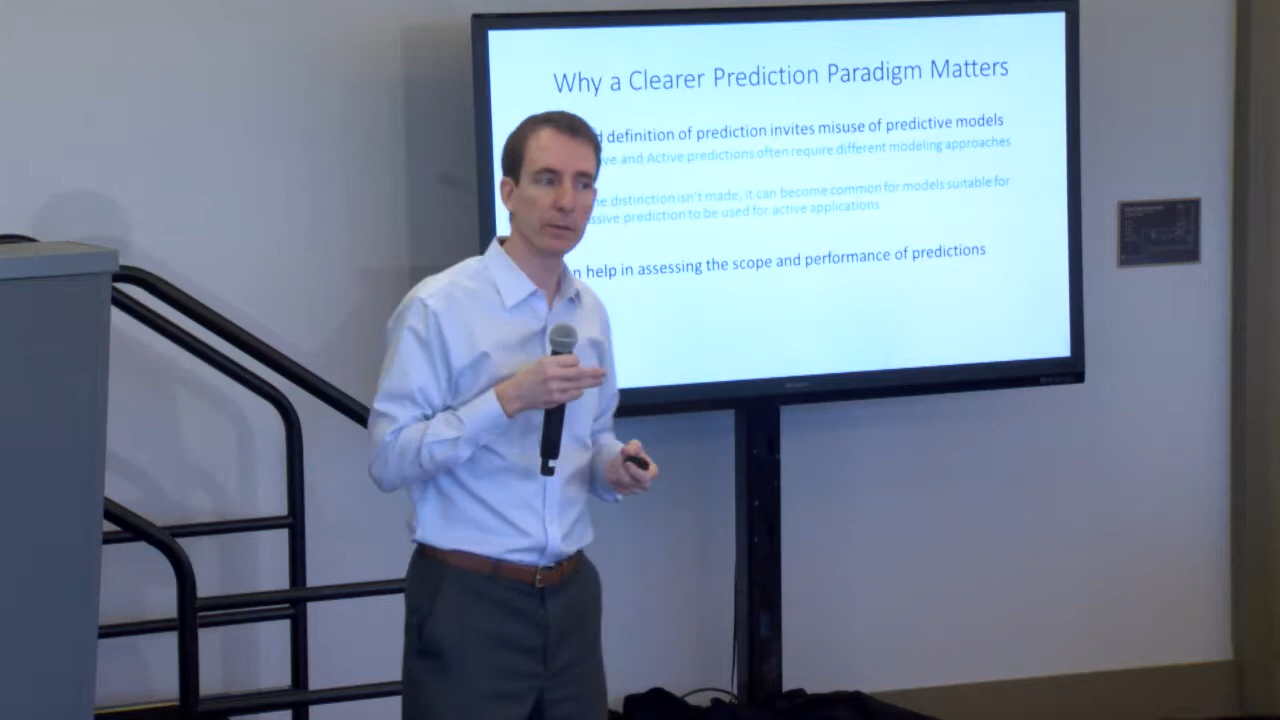 Why a Clearer Prediction Paradigm Matters
definition of prediction invites misuse of predictive models
and Active predictions often require different modeling approaches
distinction isn't made, it can become common for models suitable for
prediction to be used for active applications
help in assessing the scope and performance of predictions